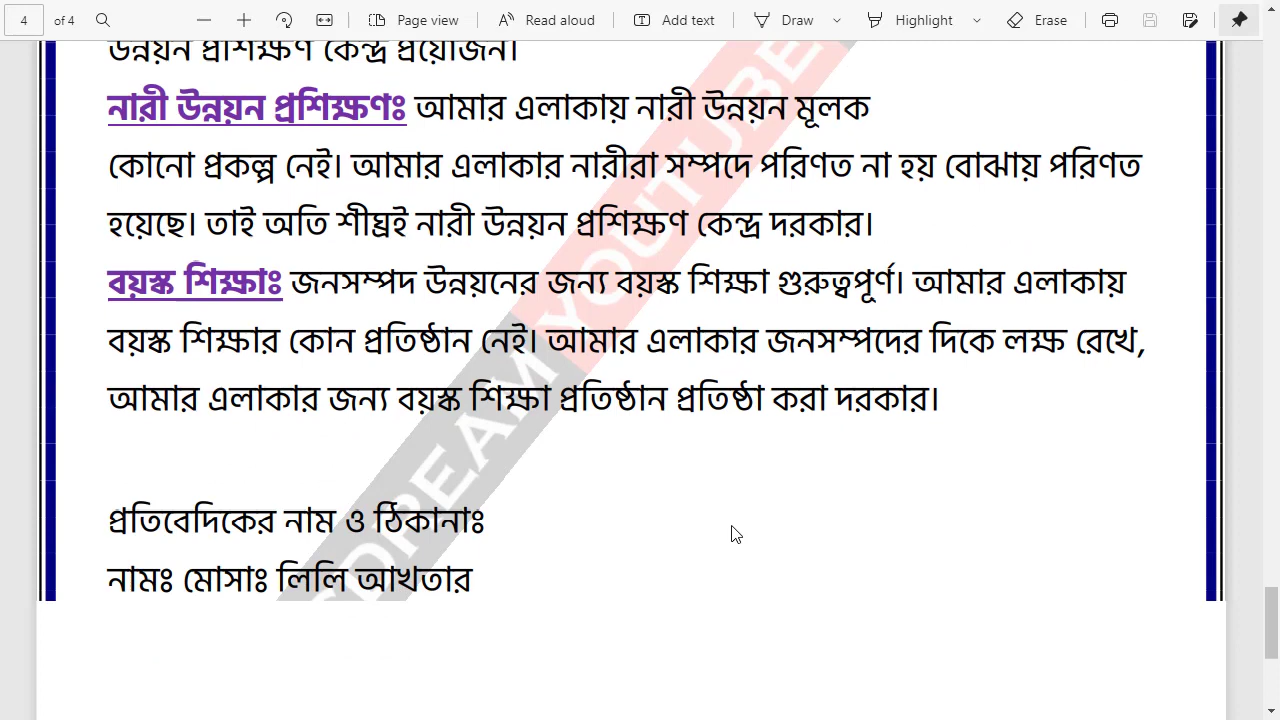 4 of 4 Page view Read aloud Add text Draw Highlight Erase
উন্নয়ন প্রশিক্ষণ কেন্দ্র প্রয়োজন।
নারী উন্নয়ন প্রশিক্ষণঃ আমার এলাকায় নারী উন্নয়ন মূলক
কোনো প্রকল্প নেই। আমার এলাকার নারীরা সম্পদে পরিণত না হয় বোঝায় পরিণত
হয়েছে। তাই অতি শীঘ্রই নারী উন্নয়ন প্রশিক্ষণ কেন্দ্র দরকার।
বয়স্ক শিক্ষাঃ জনসম্পদ উন্নয়নের জন্য বয়স্ক শিক্ষা গুরুত্বপূর্ণ। আমার এলাকায়
বয়স্ক শিক্ষার কোন প্রতিষ্ঠান নেই। আমার এলাকার জনসম্পদের দিকে লক্ষ রেখে,
আমার এলাকার জন্য বয়স্ক শিক্ষা প্রতিষ্ঠান প্রতিষ্ঠা করা দরকার।
প্রতিবেদিকের নাম ও ঠিকানাঃ
নামঃ মোসাঃ লিলি আখতার
YOUTUBE